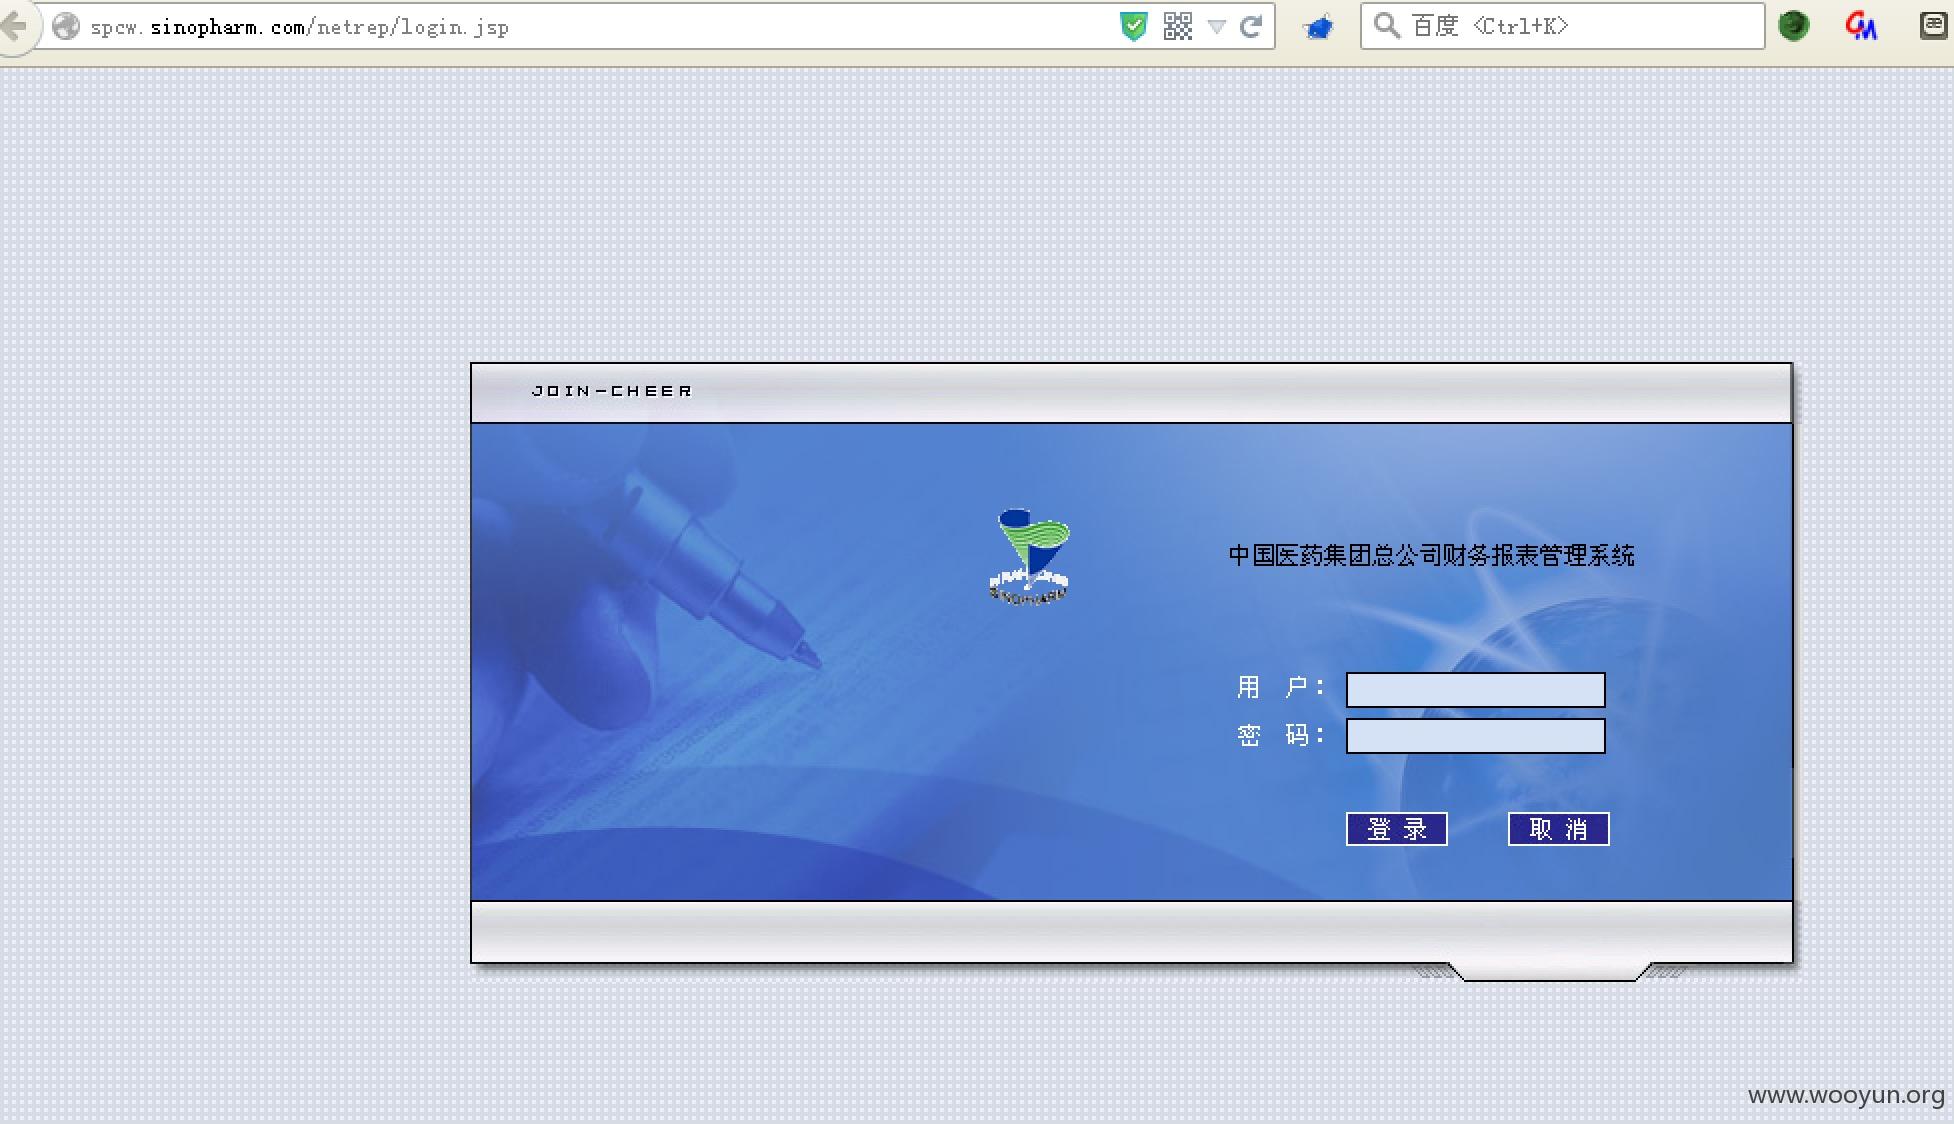 spcw.sinopharm.com/netrep/login.jsp
百度 <Ctrl+K>
JOIN-CHEER
SINOPHARM
中国医药集团总公司财务报表管理系统
用 户：
密 码：
登 录 取 消
www.wooyun.org